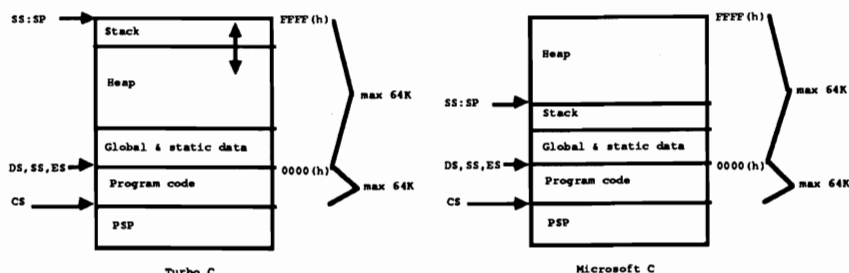 SS:SP
Stack
FFFF(h)
Heap
max 64K
Global & static data
DS,SS,ES
0000(h)
Program code
max 64K
CS
PSP
Turbo C
FFFF(h)
Heap
max 64K
SS:SP
Stack
Global & static data
DS,SS,ES
0000(h)
Program code
max 64K
CS
PSP
Microsoft C